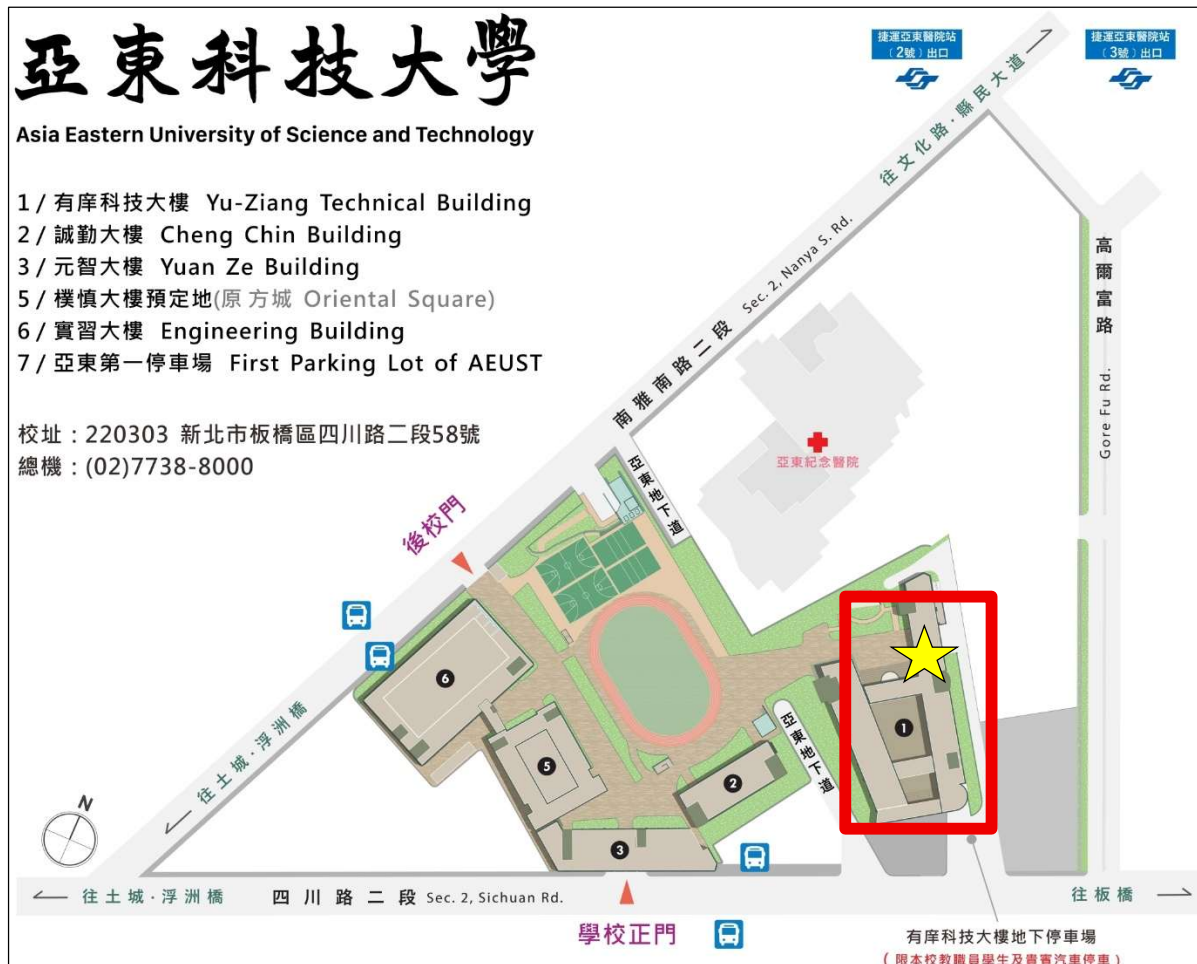 亞東科技大學
Asia Eastern University of Science and Technology
1 / 有庠科技大樓 Yu-Ziang Technical Building
2 / 誠勤大樓 Cheng Chin Building
3 / 元智大樓 Yuan Ze Building
5 / 樸慎大樓預定地(原 方城 Oriental Square)
6 / 實習大樓 Engineering Building
7 / 亞東第一停車場 First Parking Lot of AEUST
校址：220303 新北市板橋區四川路二段58號
總機：(02)7738-8000
捷運亞東醫院站
（2號）出口
捷運亞東醫院站
（3號）出口
往文化路·縣民大道
南雅南路二段 Sec. 2, Nanya S. Rd.
高爾富路
Gore Fu Rd.
亞東紀念醫院
亞東地下道
後校門
6
5
2
3
1
亞東地下道
往土城·浮洲橋
N
往土城·浮洲橋
四川路二段 Sec. 2, Sichuan Rd.
往板橋
學校正門
有庠科技大樓地下停車場
( 限本校教職員學生及貴賓汽車停車 )